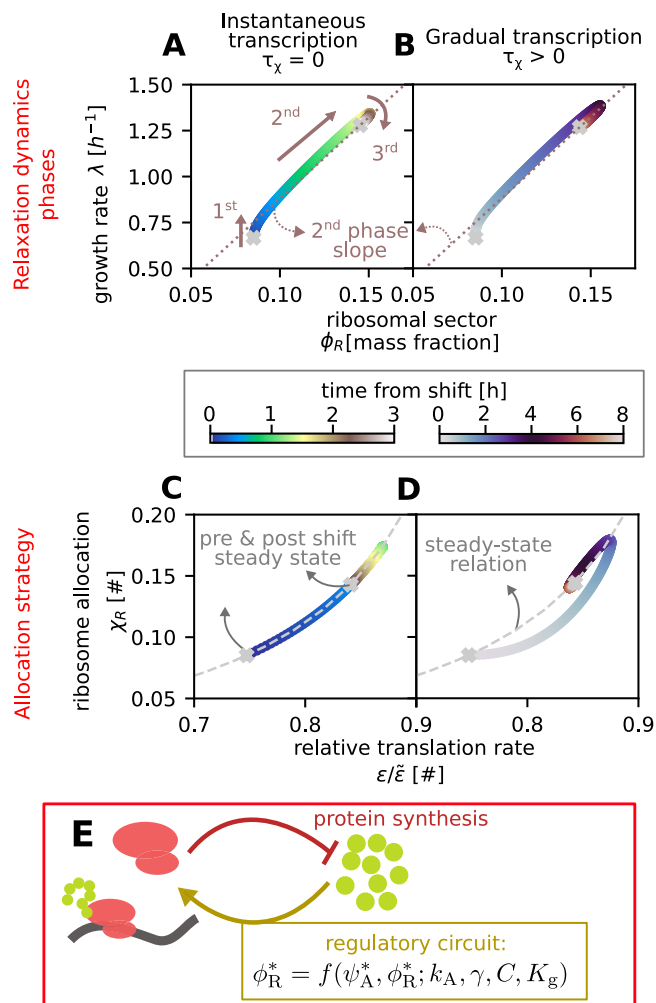 A
Instantaneous
transcription
τχ = 0
B
Gradual transcription
τχ > 0
Relaxation dynamics
phases
growth rate λ [h⁻¹]
1.50
1.25
1.00
0.75
0.50
1st
2nd
3rd
2nd phase
slope
0.05
0.10
0.15
0.05
0.10
0.15
ribosomal sector
ϕR[mass fraction]
time from shift [h]
0
1
2
3
0
2
4
6
8
Allocation strategy
ribosome allocation
χR [#]
C
D
0.20
0.15
0.10
0.05
pre & post shift
steady state
steady-state
relation
0.7
0.8
0.9
0.8
0.9
relative translation rate
ε/ε̃ [#]
E
protein synthesis
regulatory circuit:
ϕ*R = f(ψ*A, ϕ*R; kA, γ, C, Kg)